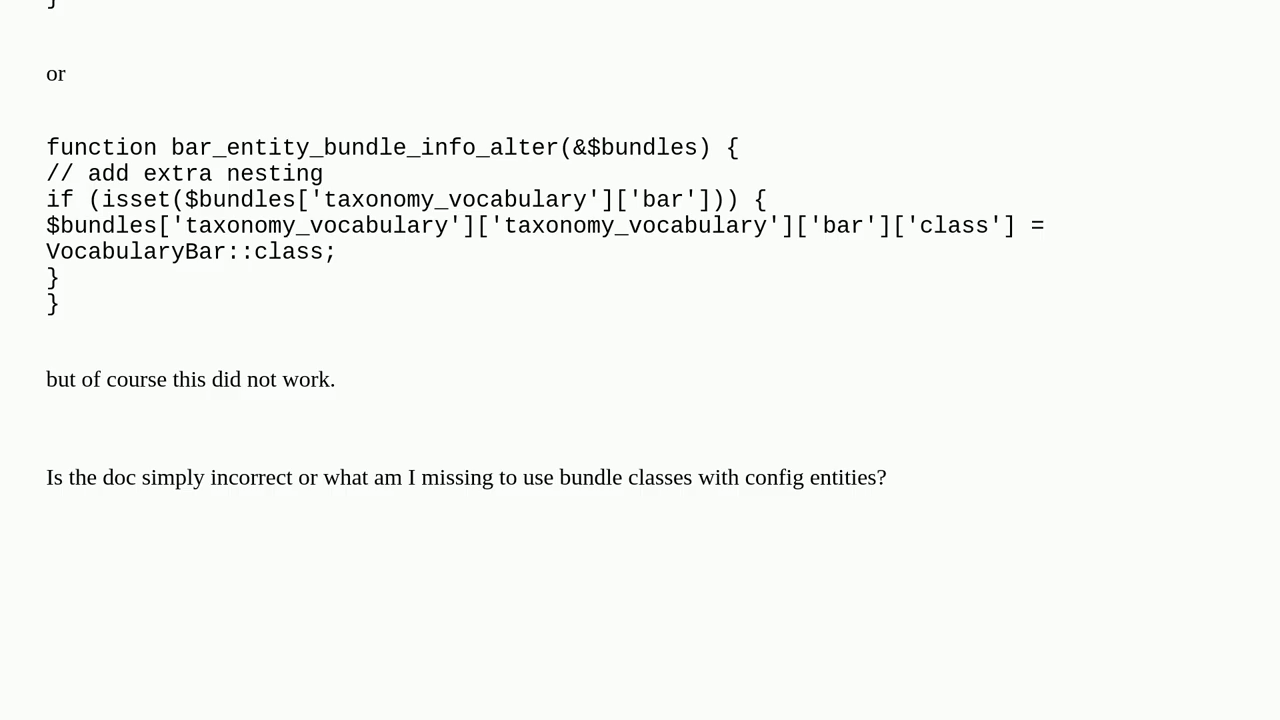 }
or
function bar_entity_bundle_info_alter(&$bundles) {
// add extra nesting
if (isset($bundles['taxonomy_vocabulary']['bar'])) {
$bundles['taxonomy_vocabulary']['taxonomy_vocabulary']['bar']['class'] =
VocabularyBar::class;
}
}
but of course this did not work.
Is the doc simply incorrect or what am I missing to use bundle classes with config entities?